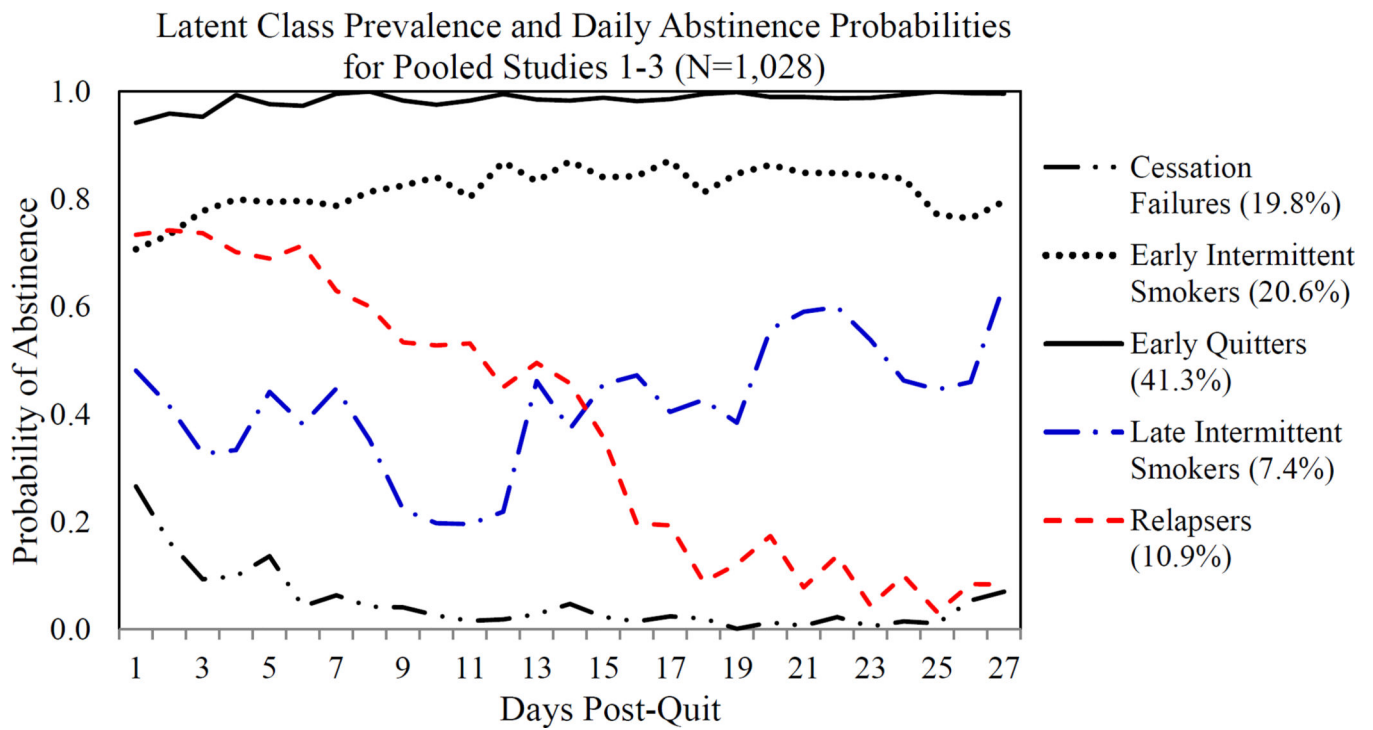 Latent Class Prevalence and Daily Abstinence Probabilities
for Pooled Studies 1-3 (N=1,028)
Probability of Abstinence
1.0
0.8
0.6
0.4
0.2
0.0
1 3 5 7 9 11 13 15 17 19 21 23 25 27
Days Post-Quit
Cessation
Failures (19.8%)
Early Intermittent
Smokers (20.6%)
Early Quitters
(41.3%)
Late Intermittent
Smokers (7.4%)
Relapsers
(10.9%)